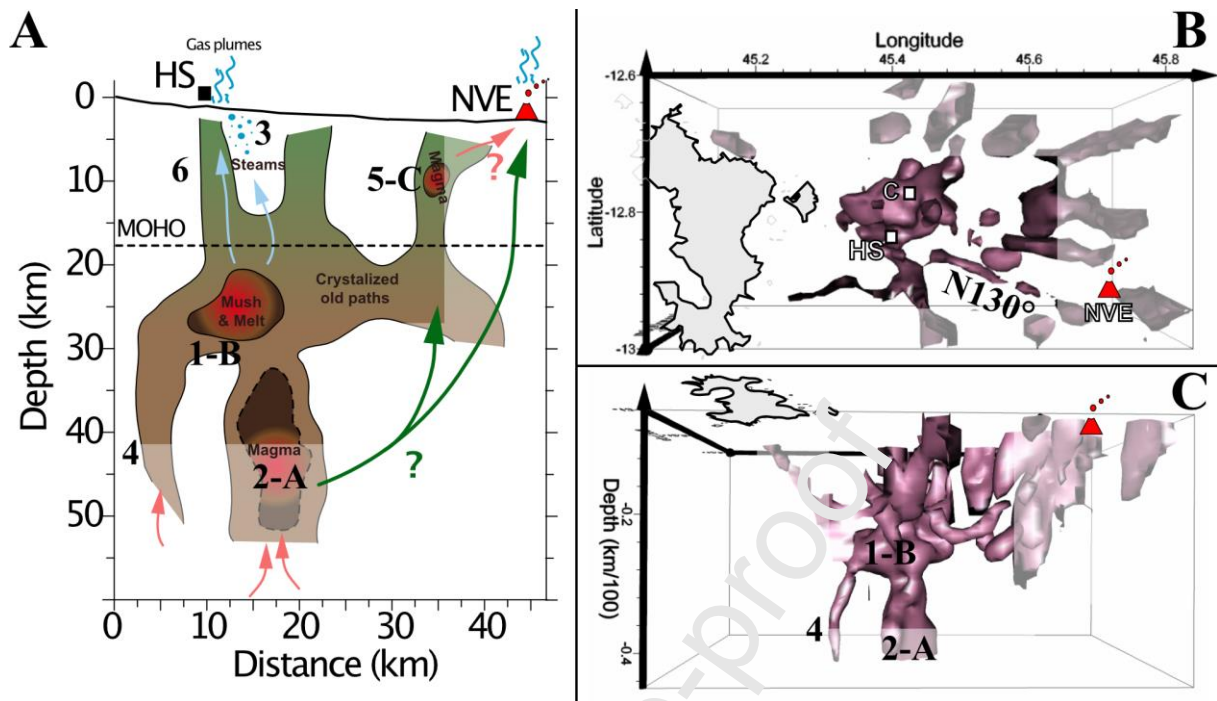 A
Gas plumes
HS
NVE
0
3
6
Steams
5-C
Magma
?
10
MOHO
20
Mush
& Melt
Crystalized
old paths
1-B
30
40
4
Magma
2-A
?
50
Depth (km)
0
10
20
30
40
Distance (km)
B
Longitude
45.2
45.4
45.6
45.8
-12.6
Latitude
-12.8
-13
C
HS
N130°
NVE
C
Depth (km/100)
-0.2
-0.4
1-B
4
2-A
e-proof